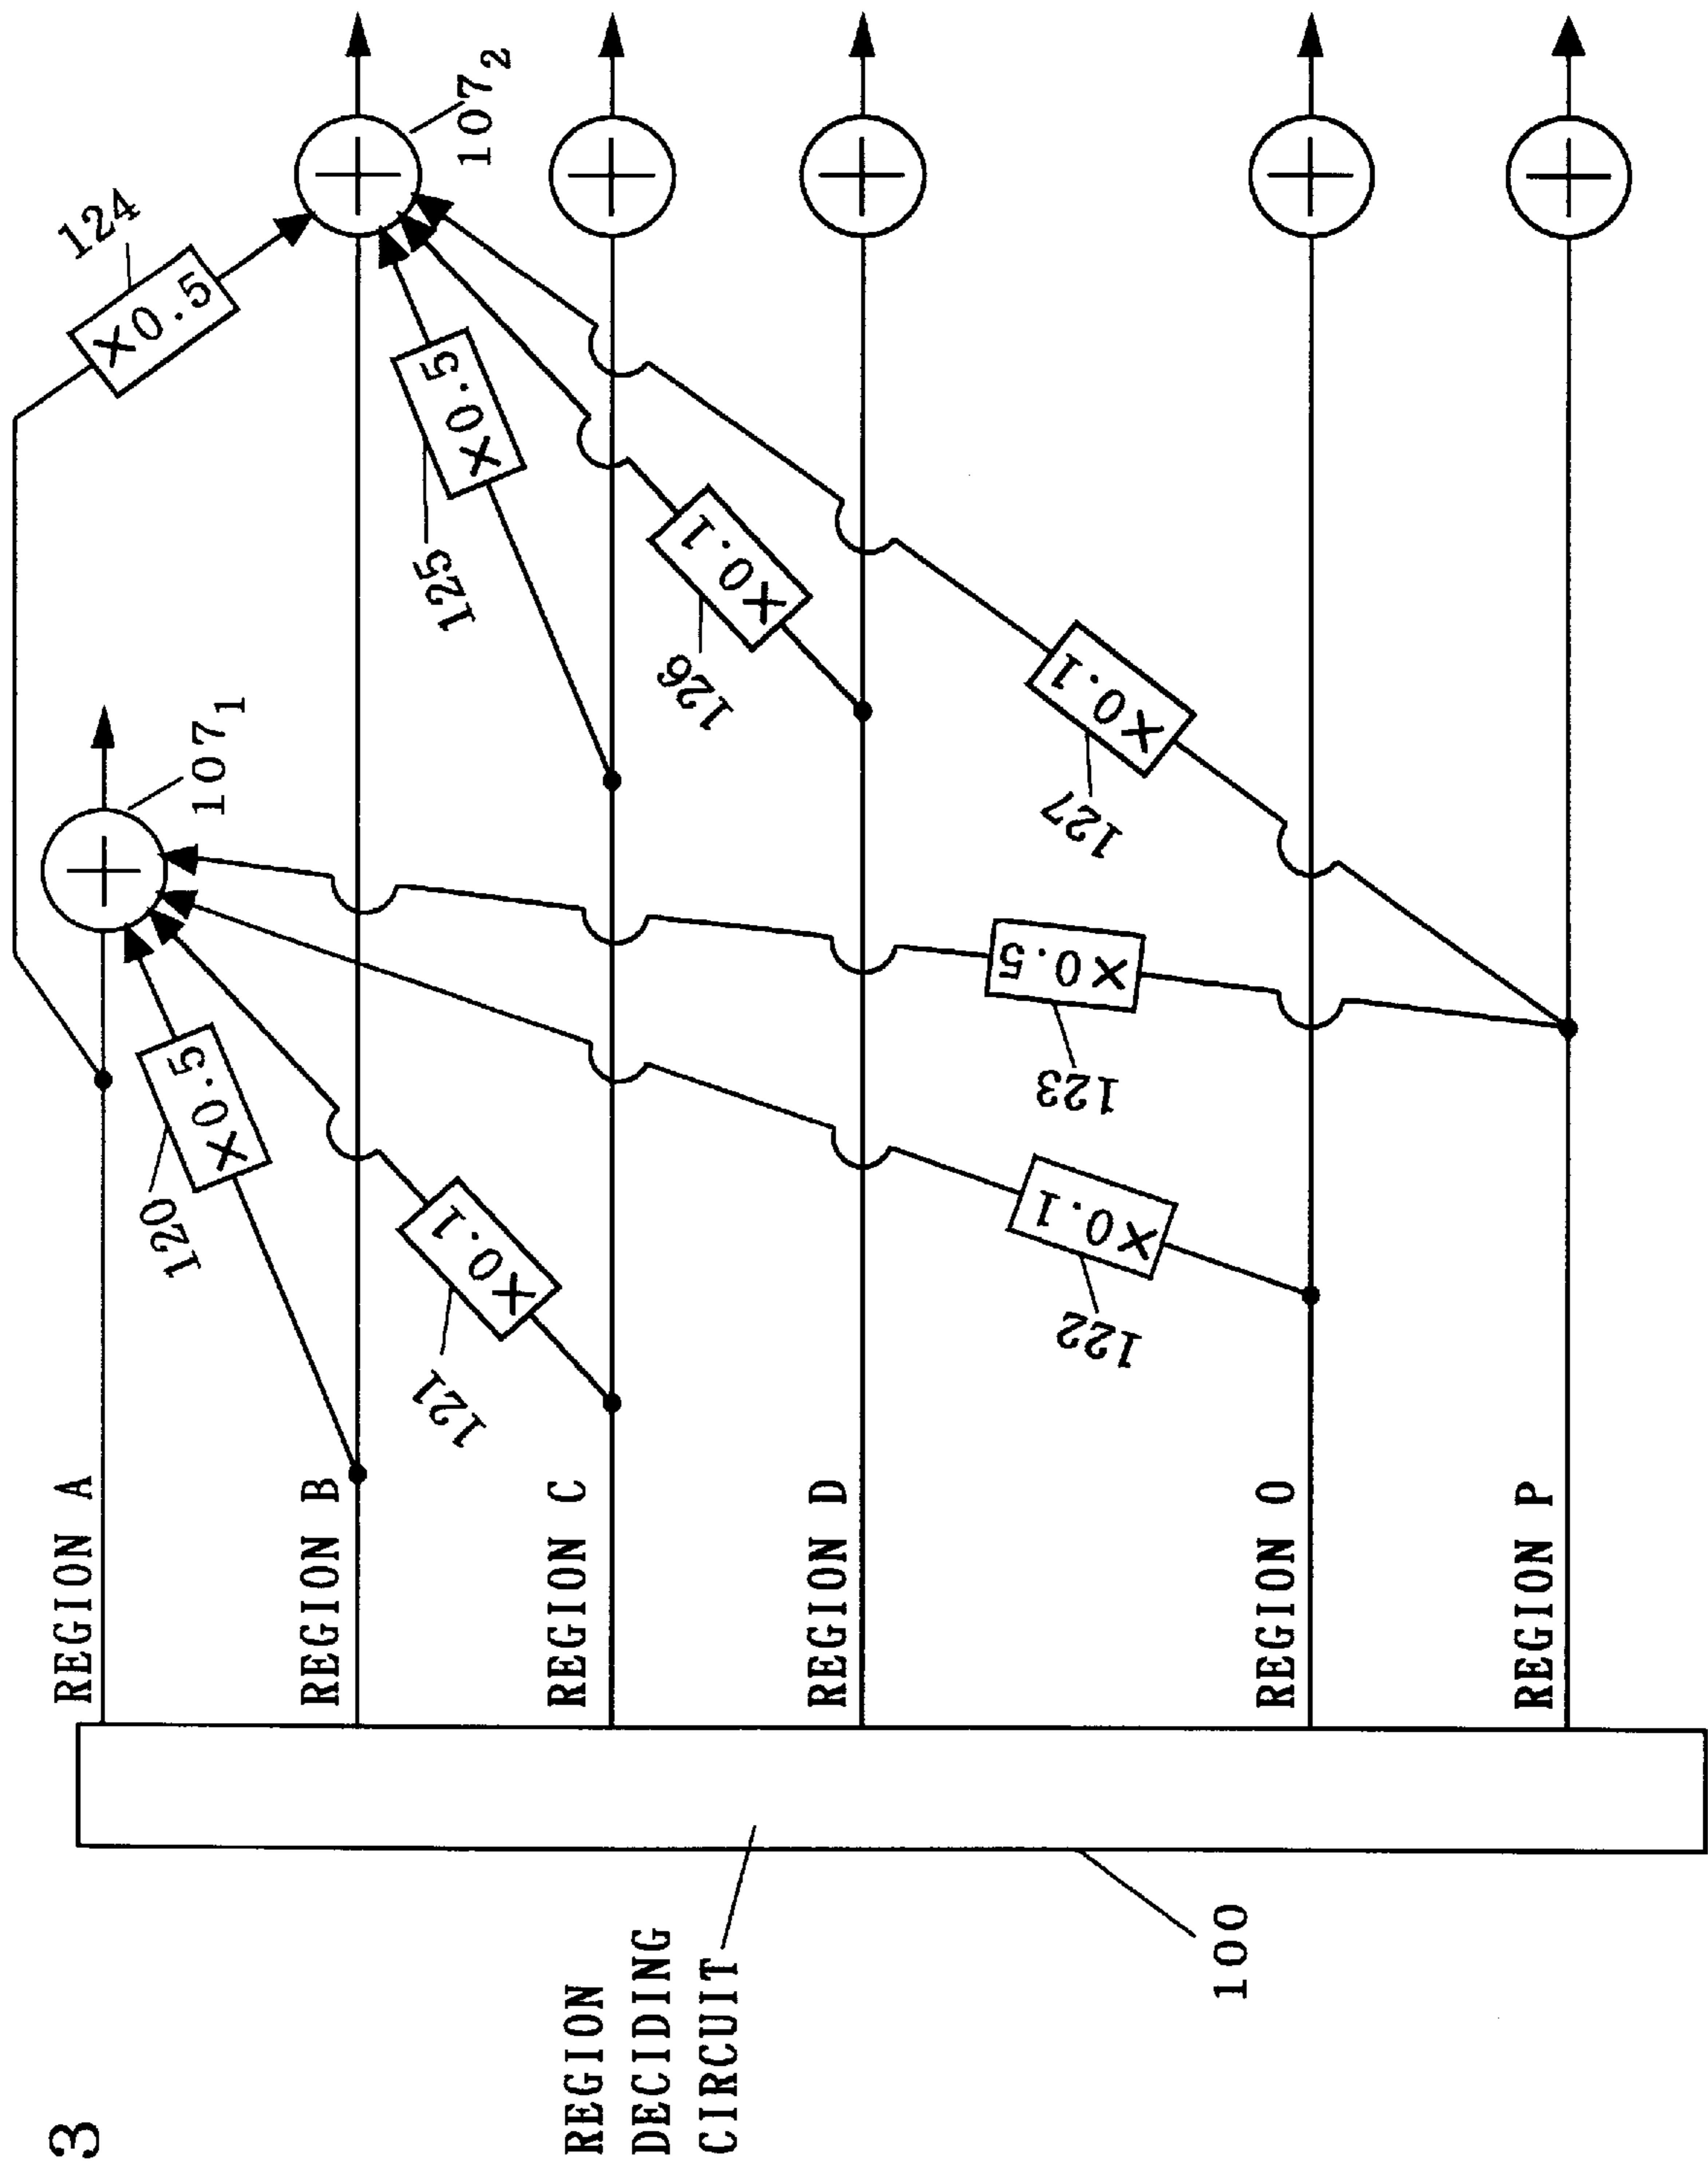 3
REGION
DECIDING
CIRCUIT
100
REGION A
REGION B
REGION C
REGION D
REGION O
REGION P
120
×0.5
121
×0.1
122
×0.1
123
×0.5
107₁
124
×0.5
125
×0.5
126
×0.1
127
×0.1
107₂